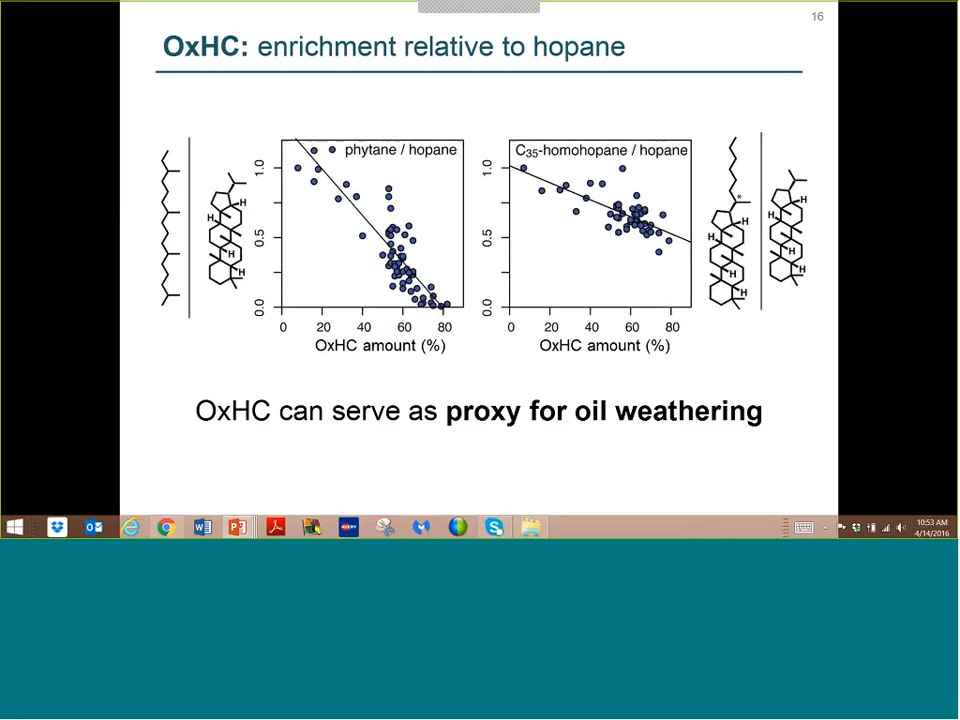 16
OxHC: enrichment relative to hopane
phytane / hopane
1.0
0.5
0.0
0 20 40 60 80
OxHC amount (%)
H
H
H
H
C35-homohopane / hopane
1.0
0.5
0.0
0 20 40 60 80
OxHC amount (%)
*
H
H
H
H
H
H
H
H
OxHC can serve as proxy for oil weathering
AVERY
10:53 AM
4/14/2016